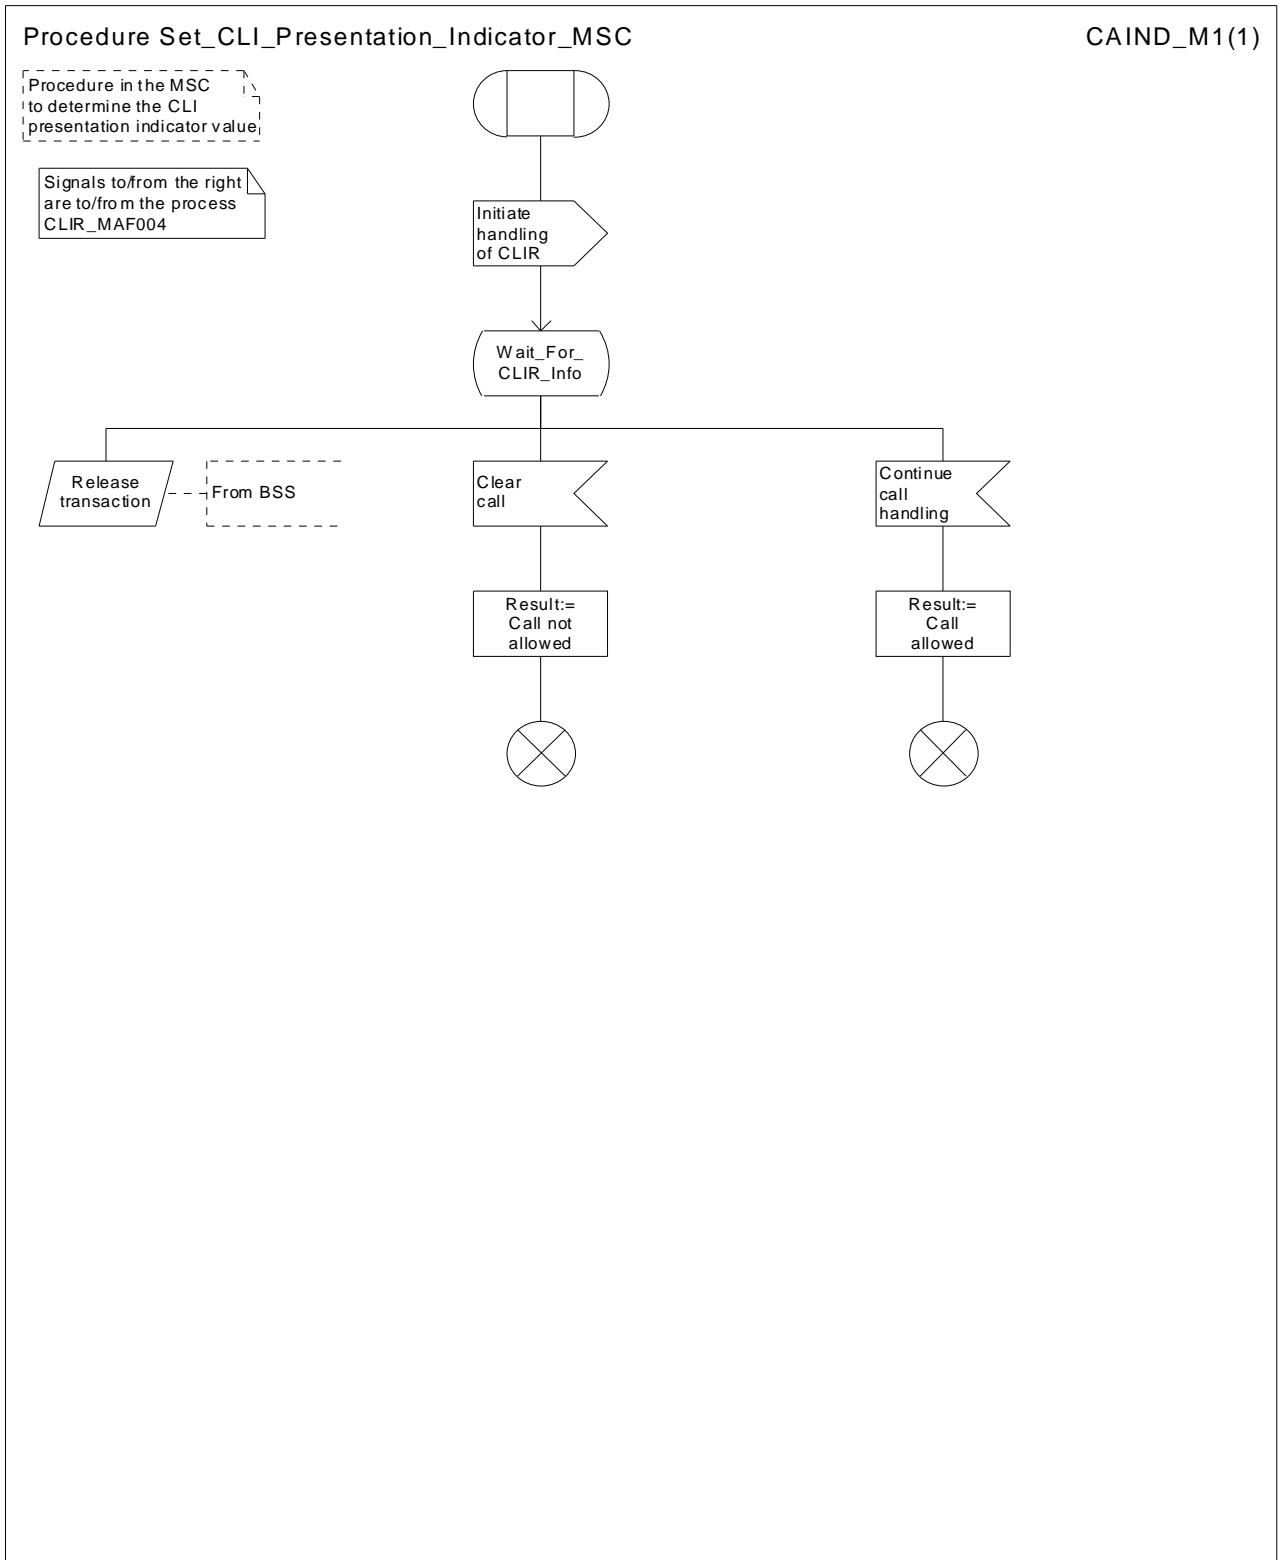 Procedure Set_CLI_Presentation_Indicator_MSC
CAIND_M1(1)
Procedure in the MSC
to determine the CLI
presentation indicator value
Signals to/from the right
are to/from the process
CLIR_MAF004
Initiate
handling
of CLIR
Wait_For_
CLIR_Info
Release
transaction
From BSS
Clear
call
Continue
call
handling
Result:=
Call not
allowed
Result:=
Call
allowed